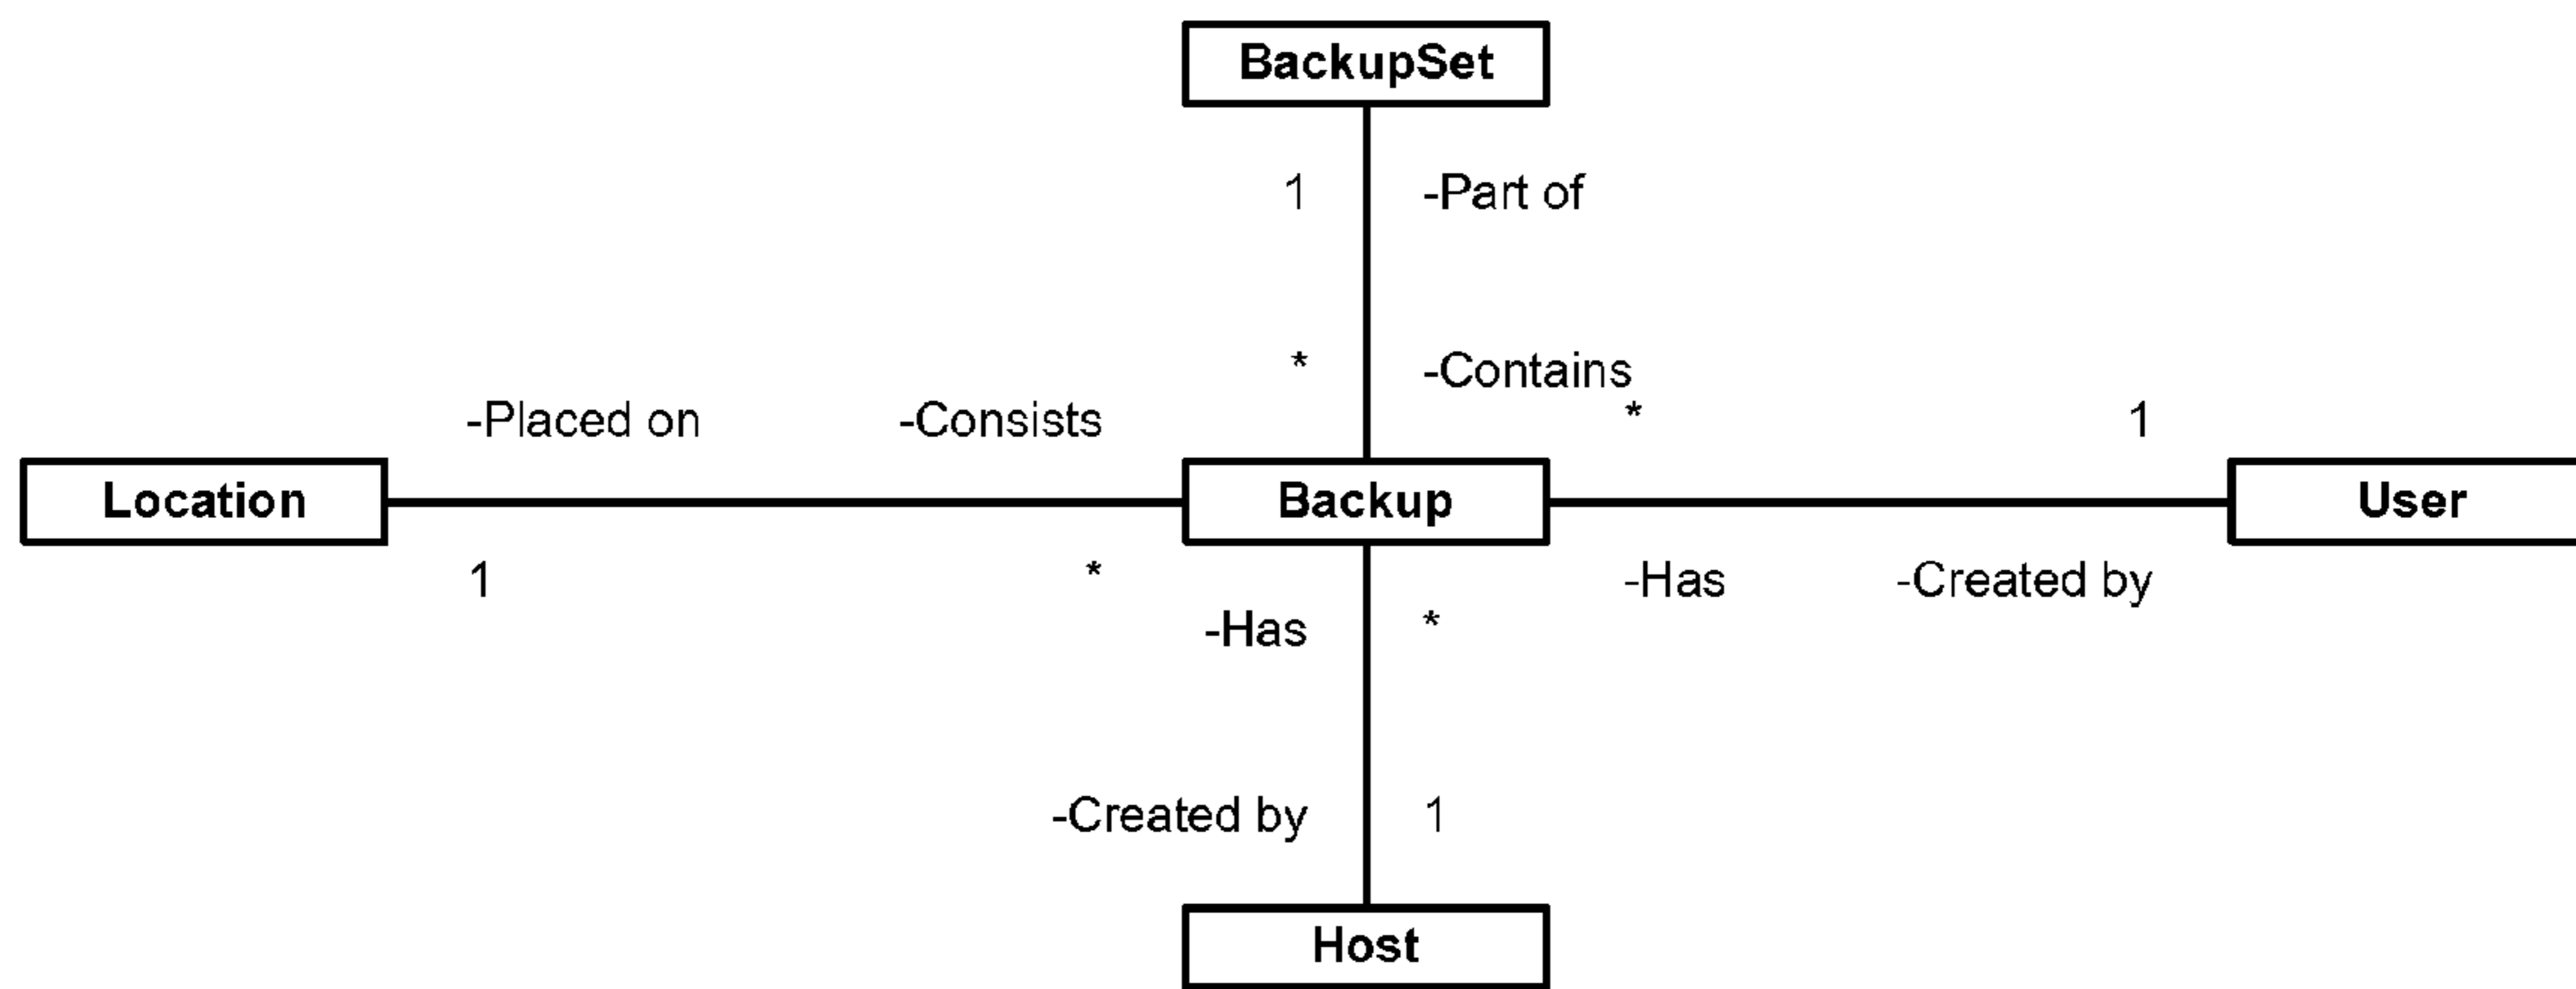 BackupSet
1 -Part of
* -Contains
-Placed on -Consists * 1
Location Backup User
1 * -Has -Created by
-Has *
-Created by 1
Host